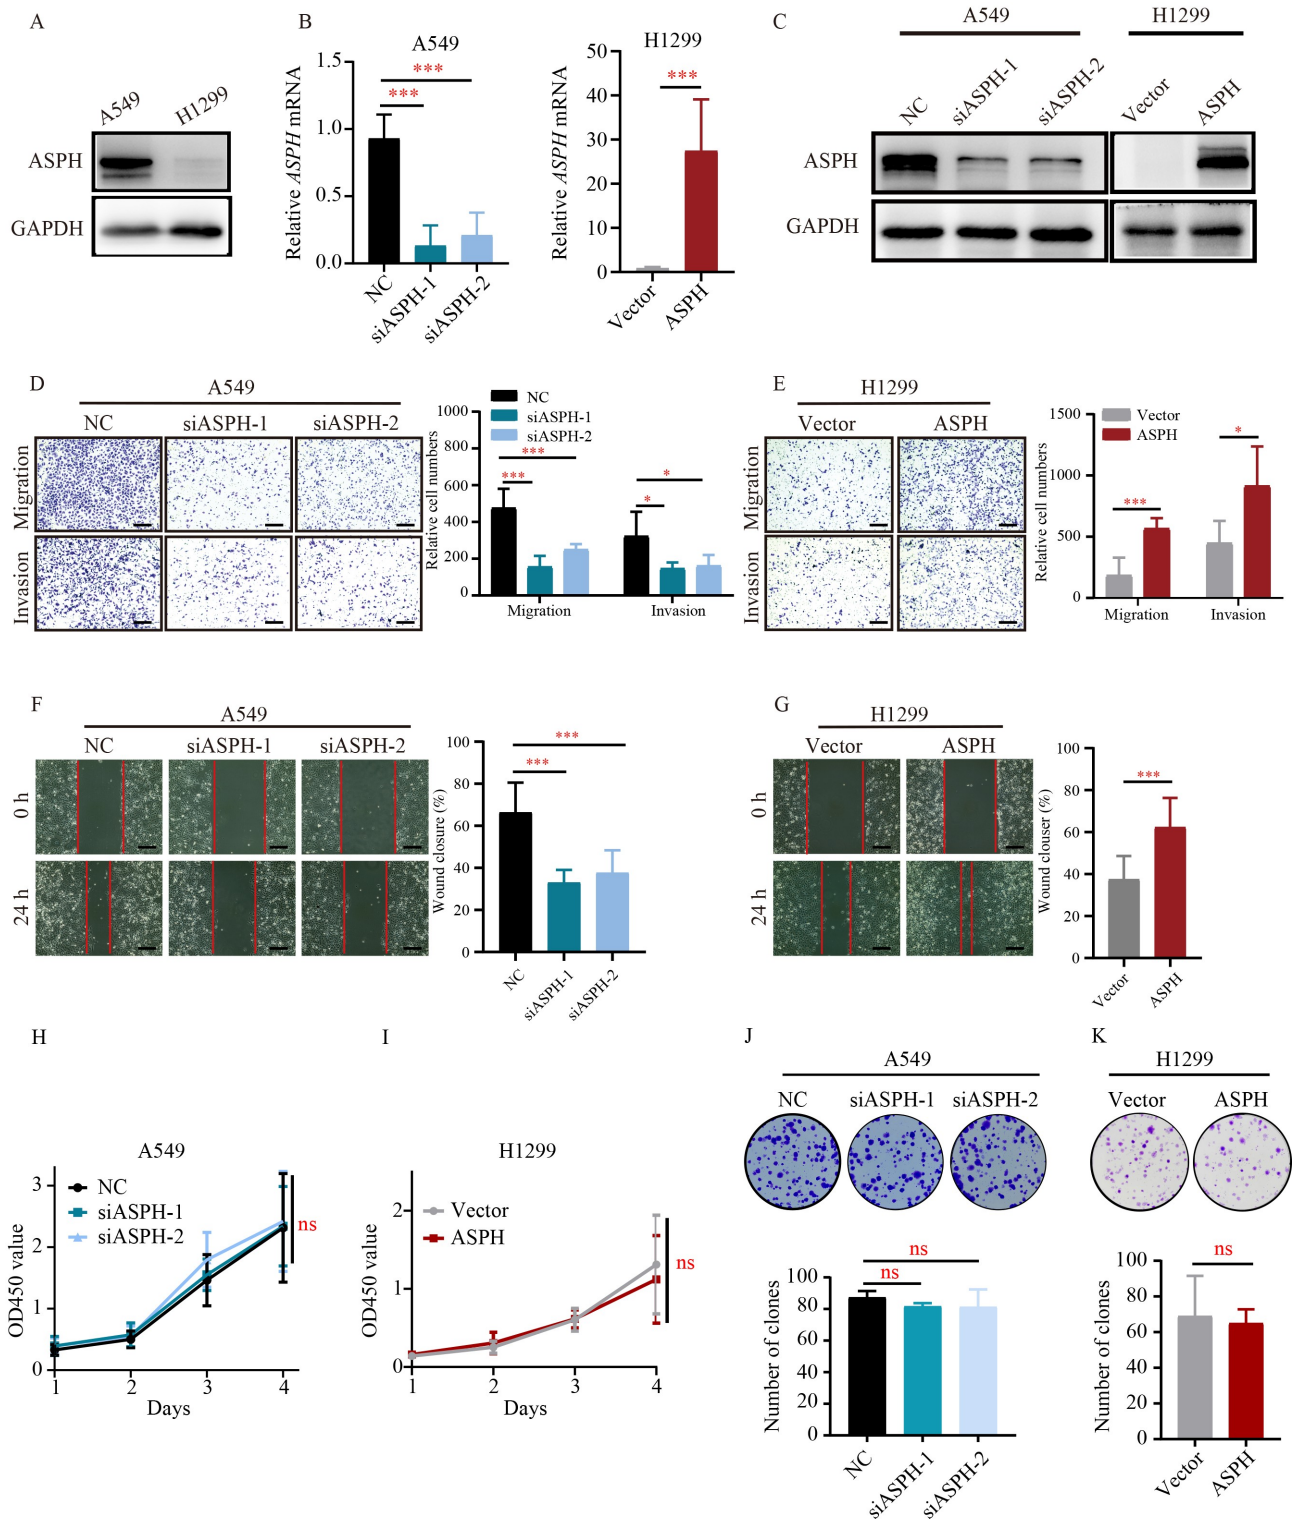 A
A549
H1299
ASPH
GAPDH
B
A549
Relative ASPH mRNA
1.5
1.0
0.5
0.0
***
***
NC
siASPH-1
siASPH-2
H1299
Relative ASPH mRNA
50
40
30
20
10
0
***
Vector
ASPH
C
A549
H1299
NC
siASPH-1
siASPH-2
Vector
ASPH
ASPH
GAPDH
D
A549
NC
siASPH-1
siASPH-2
Migration
Invasion
NC
siASPH-1
siASPH-2
Relative cell numbers
1000
800
600
400
200
0
***
***
*
*
Migration
Invasion
E
H1299
Vector
ASPH
Migration
Invasion
Vector
ASPH
Relative cell numbers
1500
1000
500
0
***
*
Migration
Invasion
F
A549
NC
siASPH-1
siASPH-2
0 h
24 h
Wound closure (%)
100
80
60
40
20
0
***
***
NC
siASPH-1
siASPH-2
G
H1299
Vector
ASPH
0 h
24 h
Wound clouser (%)
100
80
60
40
20
0
***
Vector
ASPH
H
A549
OD450 value
3
2
1
0
NC
siASPH-1
siASPH-2
ns
1 2 3 4
Days
I
H1299
OD450 value
2
1
0
Vector
ASPH
ns
1 2 3 4
Days
J
A549
NC
siASPH-1
siASPH-2
Number of clones
100
80
60
40
20
0
ns
ns
NC
siASPH-1
siASPH-2
K
H1299
Vector
ASPH
Number of clones
100
80
60
40
20
0
ns
Vector
ASPH